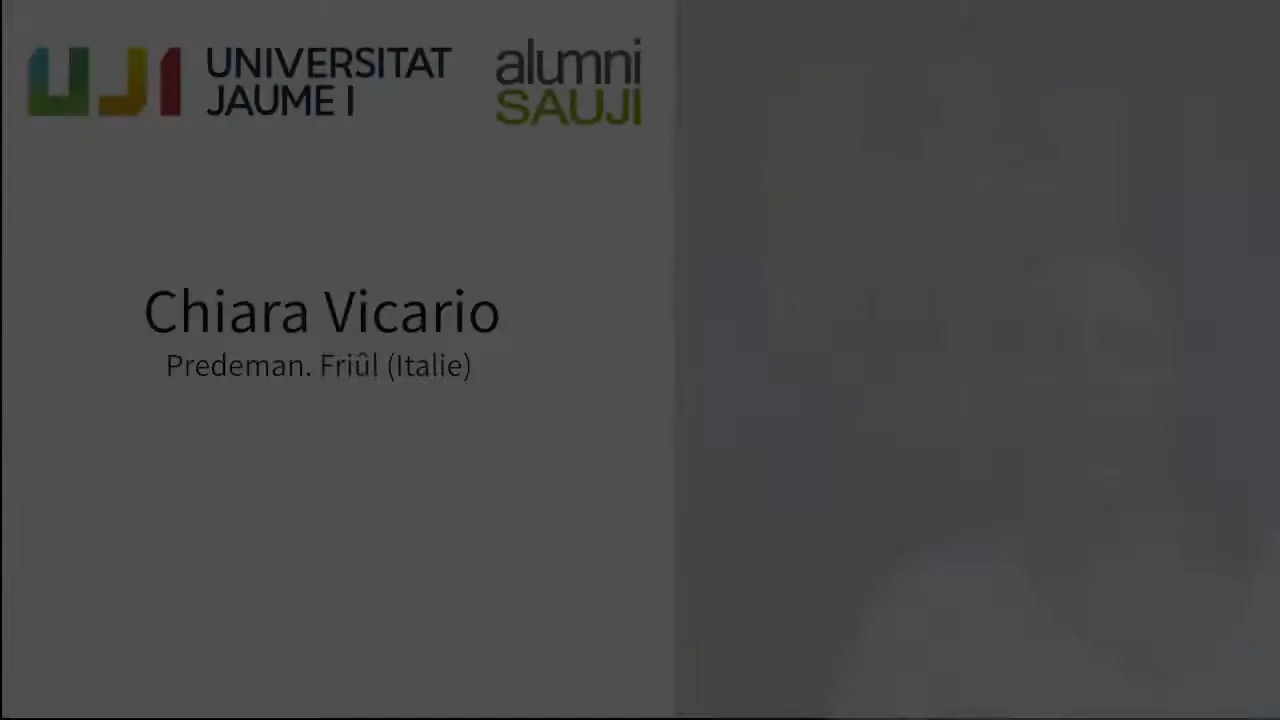 UJI UNIVERSITAT
JAUME I
alumni
SAUJI
Chiara Vicario
Predeman. Friûl (Italie)